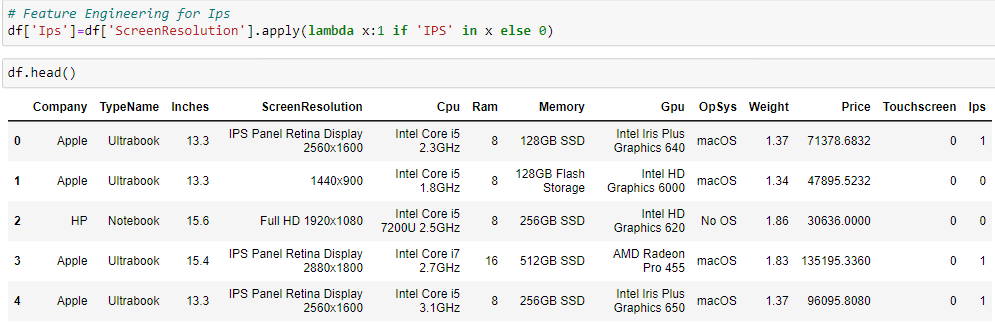 # Feature Engineering for Ips
df['Ips']=df['ScreenResolution'].apply(lambda x:1 if 'IPS' in x else 0)
df.head()
Company TypeName Inches ScreenResolution Cpu Ram Memory Gpu OpSys Weight Price Touchscreen Ips
0 Apple Ultrabook 13.3 IPS Panel Retina Display 2560x1600 Intel Core i5 2.3GHz 8 128GB SSD Intel Iris Plus Graphics 640 macOS 1.37 71378.6832 0 1
1 Apple Ultrabook 13.3 1440x900 Intel Core i5 1.8GHz 8 128GB Flash Storage Intel HD Graphics 6000 macOS 1.34 47895.5232 0 0
2 HP Notebook 15.6 Full HD 1920x1080 Intel Core i5 7200U 2.5GHz 8 256GB SSD Intel HD Graphics 620 No OS 1.86 30636.0000 0 0
3 Apple Ultrabook 15.4 IPS Panel Retina Display 2880x1800 Intel Core i7 2.7GHz 16 512GB SSD AMD Radeon Pro 455 macOS 1.83 135195.3360 0 1
4 Apple Ultrabook 13.3 IPS Panel Retina Display 2560x1600 Intel Core i5 3.1GHz 8 256GB SSD Intel Iris Plus Graphics 650 macOS 1.37 96095.8080 0 1